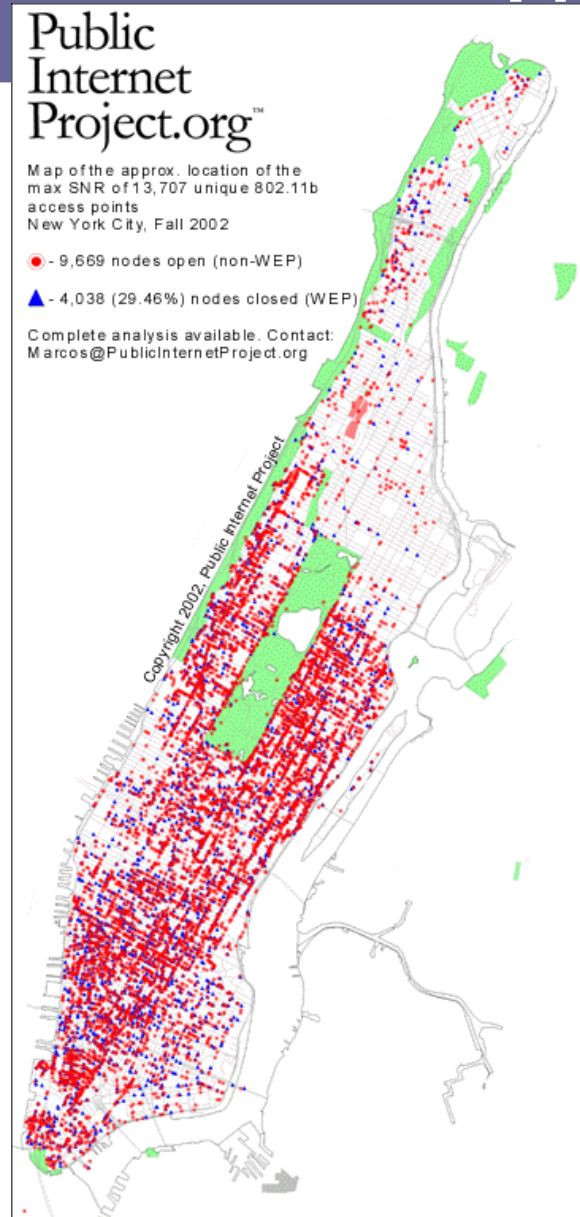 Public
Internet
Project.org™
Map of the approx. location of the
max SNR of 13,707 unique 802.11b
access points
New York City, Fall 2002
- 9,669 nodes open (non-WEP)
- 4,038 (29.46%) nodes closed (WEP)
Complete analysis available. Contact:
Marcos@PublicInternetProject.org
Copyright 2002, Public Internet Project